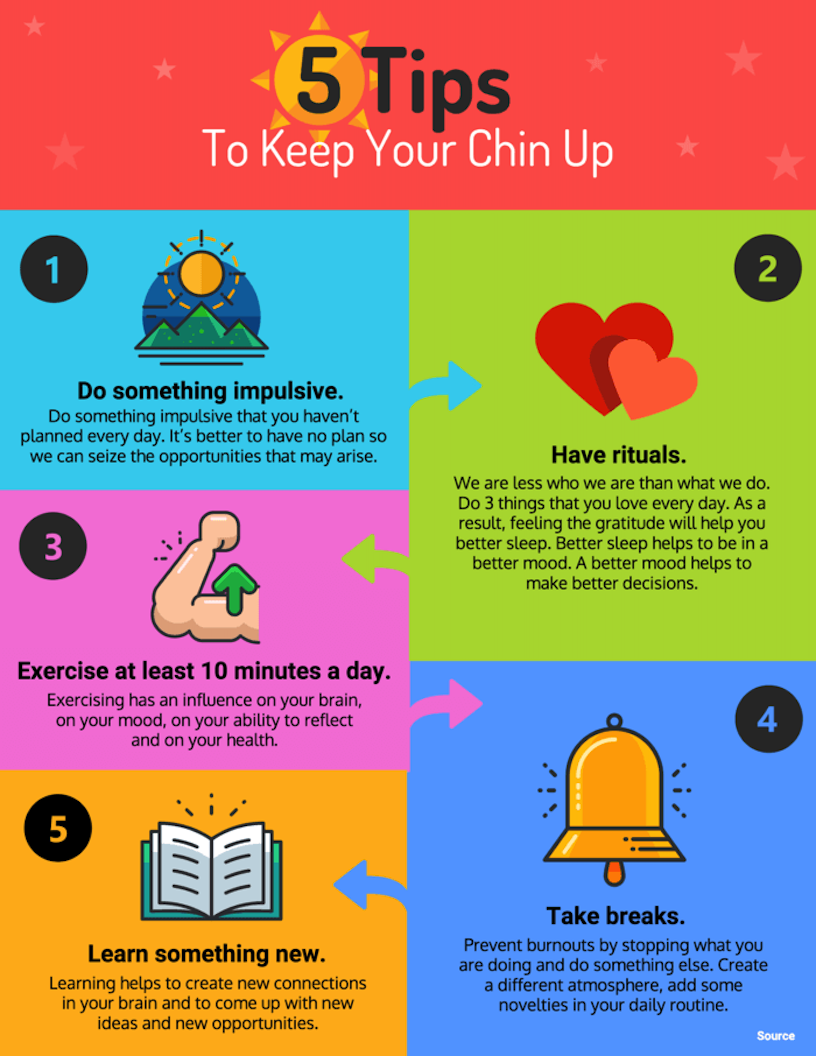 5 Tips
To Keep Your Chin Up
1
Do something impulsive.
Do something impulsive that you haven't
planned every day. It's better to have no plan so
we can seize the opportunities that may arise.
2
Have rituals.
We are less who we are than what we do.
Do 3 things that you love every day. As a
result, feeling the gratitude will help you
better sleep. Better sleep helps to be in a
better mood. A better mood helps to
make better decisions.
3
Exercise at least 10 minutes a day.
Exercising has an influence on your brain,
on your mood, on your ability to reflect
and on your health.
4
Take breaks.
Prevent burnouts by stopping what you
are doing and do something else. Create
a different atmosphere, add some
novelties in your daily routine.
5
Learn something new.
Learning helps to create new connections
in your brain and to come up with new
ideas and new opportunities.
Source